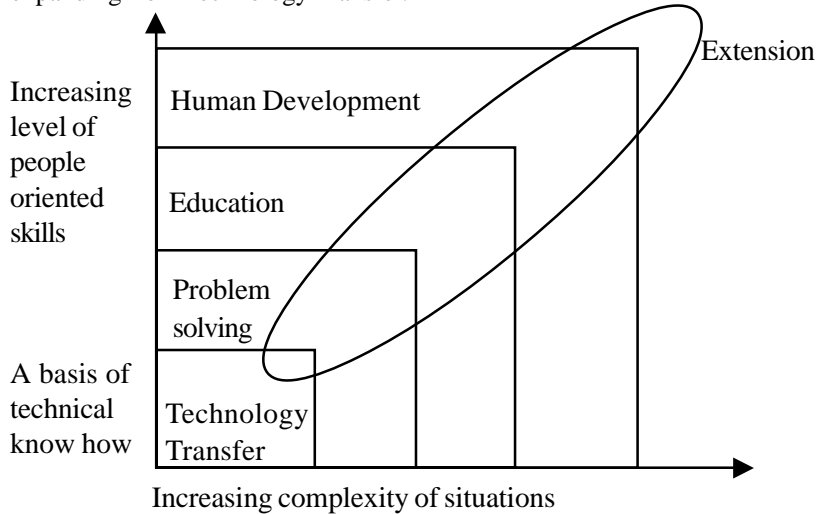 Extension
Human Development
Increasing
level of
people
oriented
skills
Education
Problem
solving
A basis of
technical
know how
Technology
Transfer
Increasing complexity of situations